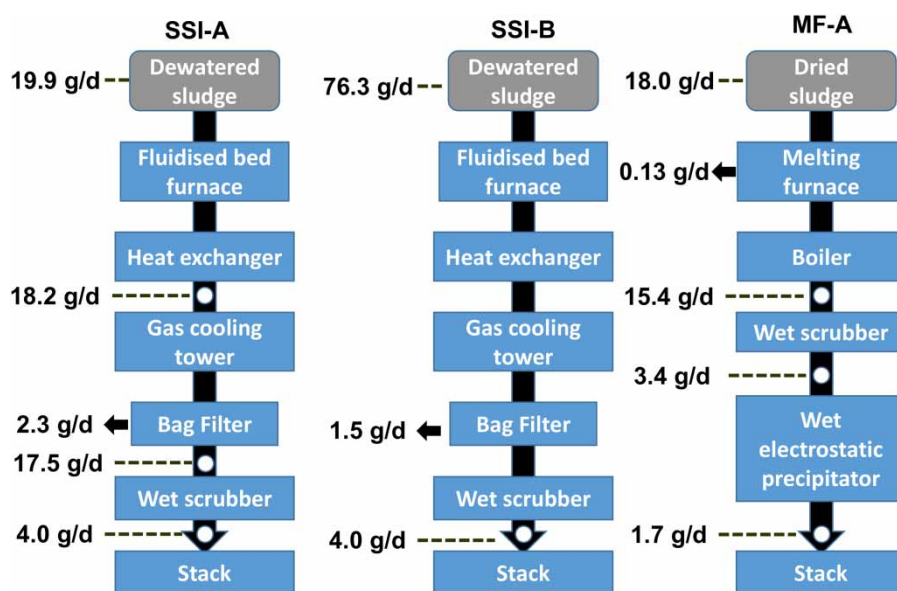 SSI-A
19.9 g/d
Dewatered
sludge
Fluidised bed
furnace
Heat exchanger
18.2 g/d
Gas cooling
tower
2.3 g/d
Bag Filter
17.5 g/d
Wet scrubber
4.0 g/d
Stack
SSI-B
76.3 g/d
Dewatered
sludge
Fluidised bed
furnace
Heat exchanger
Gas cooling
tower
1.5 g/d
Bag Filter
Wet scrubber
4.0 g/d
Stack
MF-A
18.0 g/d
Dried
sludge
0.13 g/d
Melting
furnace
Boiler
15.4 g/d
Wet scrubber
3.4 g/d
Wet
electrostatic
precipitator
1.7 g/d
Stack